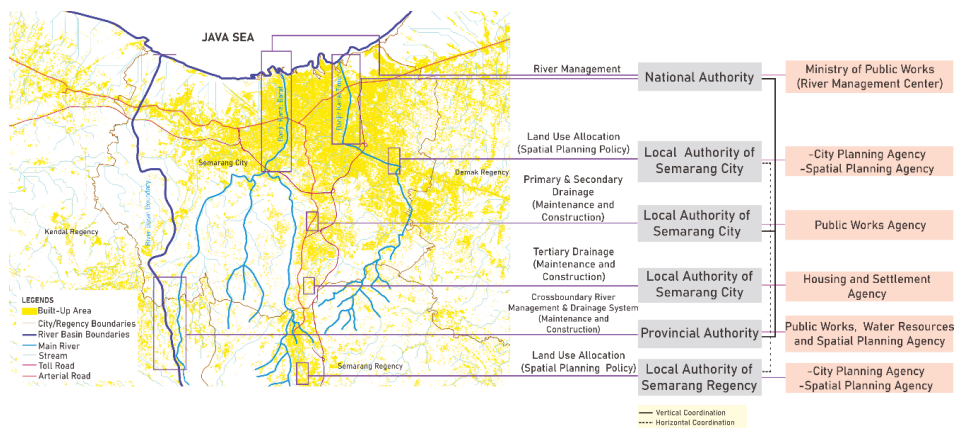 JAVA SEA
River Management
National Authority
Ministry of Public Works
(River Management Center)
Land Use Allocation
(Spatial Planning Policy)
Local Authority of
Semarang City
-City Planning Agency
-Spatial Planning Agency
Semarang City
Demak Regency
Primary & Secondary
Drainage
(Maintenance and
Construction)
Local Authority of
Semarang City
Public Works Agency
Kendal Regency
River Basin Boundary
Tertiary Drainage
(Maintenance and
Construction)
Local Authority of
Semarang City
Housing and Settlement
Agency
Crossboundary River
Management & Drainage System
(Maintenance and
Construction)
Provincial Authority
Public Works, Water Resources
and Spatial Planning Agency
Land Use Allocation
(Spatial Planning Policy)
Local Authority of
Semarang Regency
-City Planning Agency
-Spatial Planning Agency
Semarang Regency
LEGENDS
Built-Up Area
City/Regency Boundaries
River Basin Boundaries
Main River
Stream
Toll Road
Arterial Road
Vertical Coordination
Horizontal Coordination